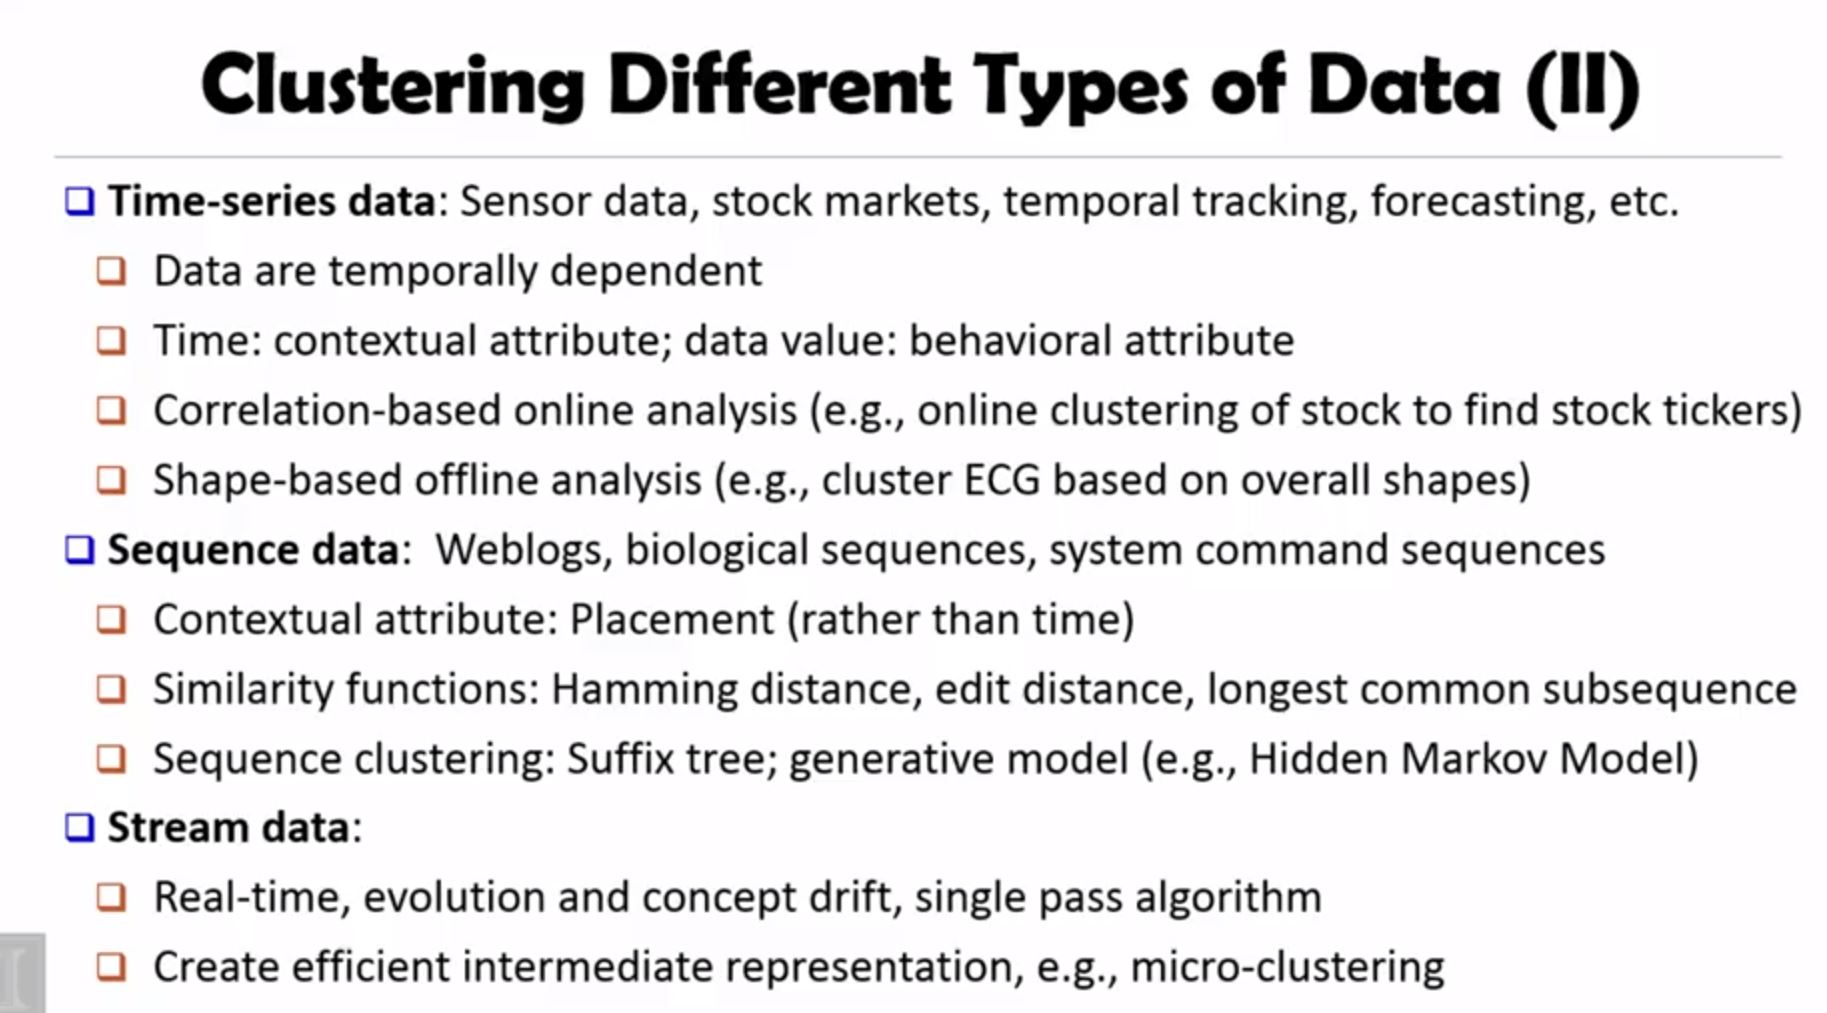 Clustering Different Types of Data (II)
Time-series data: Sensor data, stock markets, temporal tracking, forecasting, etc.
Data are temporally dependent
Time: contextual attribute; data value: behavioral attribute
Correlation-based online analysis (e.g., online clustering of stock to find stock tickers)
Shape-based offline analysis (e.g., cluster ECG based on overall shapes)
Sequence data: Weblogs, biological sequences, system command sequences
Contextual attribute: Placement (rather than time)
Similarity functions: Hamming distance, edit distance, longest common subsequence
Sequence clustering: Suffix tree; generative model (e.g., Hidden Markov Model)
Stream data:
Real-time, evolution and concept drift, single pass algorithm
Create efficient intermediate representation, e.g., micro-clustering